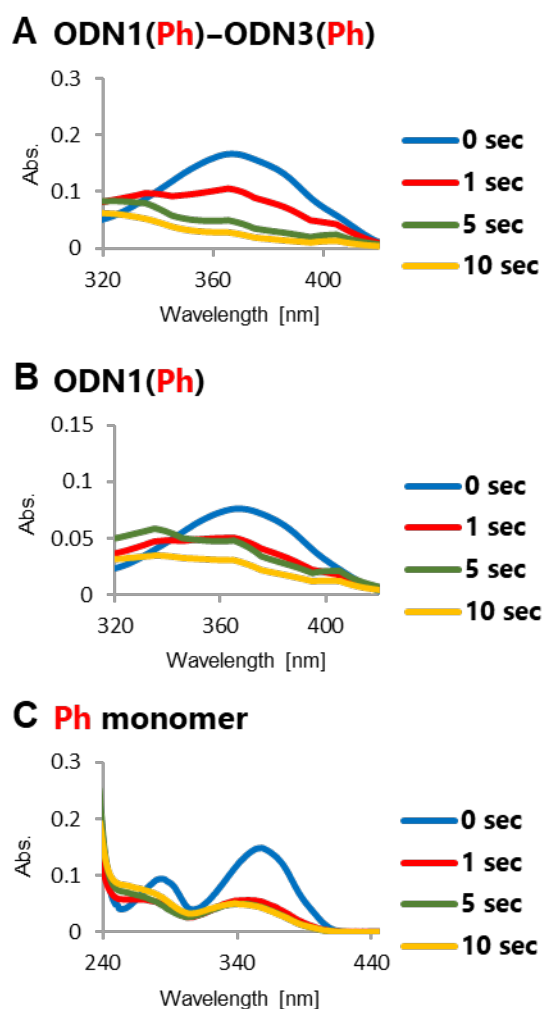 A ODN1(Ph)–ODN3(Ph)
0.3
0.2
0.1
0
Abs.
320 360 400
Wavelength [nm]
0 sec
1 sec
5 sec
10 sec
B ODN1(Ph)
0.15
0.1
0.05
0
Abs.
320 360 400
Wavelength [nm]
0 sec
1 sec
5 sec
10 sec
C Ph monomer
0.3
0.2
0.1
0
Abs.
240 340 440
Wavelength [nm]
0 sec
1 sec
5 sec
10 sec